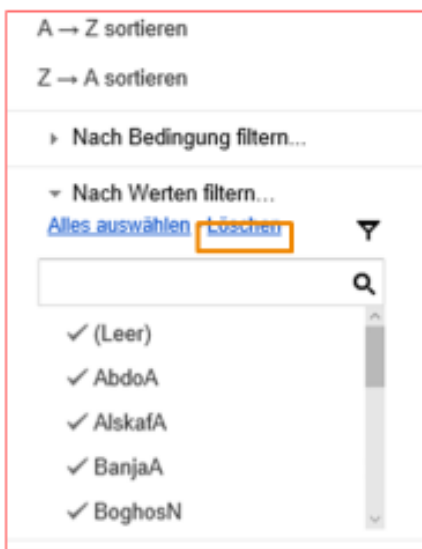 A → Z sortieren
Z → A sortieren
Nach Bedingung filtern...
Nach Werten filtern...
Alles auswählen Löschen
(Leer)
AbdoA
AlskafA
BanjaA
BoghosN